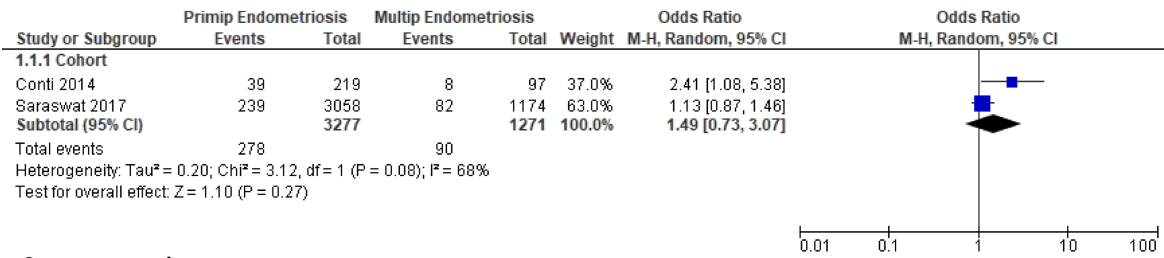 Primip Endometriosis Multip Endometriosis Odds Ratio Odds Ratio
Study or Subgroup Events Total Events Total Weight M-H, Random, 95% CI M-H, Random, 95% CI
1.1.1 Cohort
Conti 2014 39 219 8 97 37.0% 2.41 [1.08, 5.38]
Saraswat 2017 239 3058 82 1174 63.0% 1.13 [0.87, 1.46]
Subtotal (95% CI) 3277 1271 100.0% 1.49 [0.73, 3.07]
Total events 278 90
Heterogeneity: Tau² = 0.20; Chi² = 3.12, df = 1 (P = 0.08); I² = 68%
Test for overall effect: Z = 1.10 (P = 0.27)
0.01 0.1 1 10 100